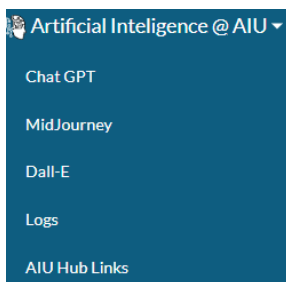 Artificial Inteligence @ AIU
Chat GPT
MidJourney
Dall-E
Logs
AIU Hub Links